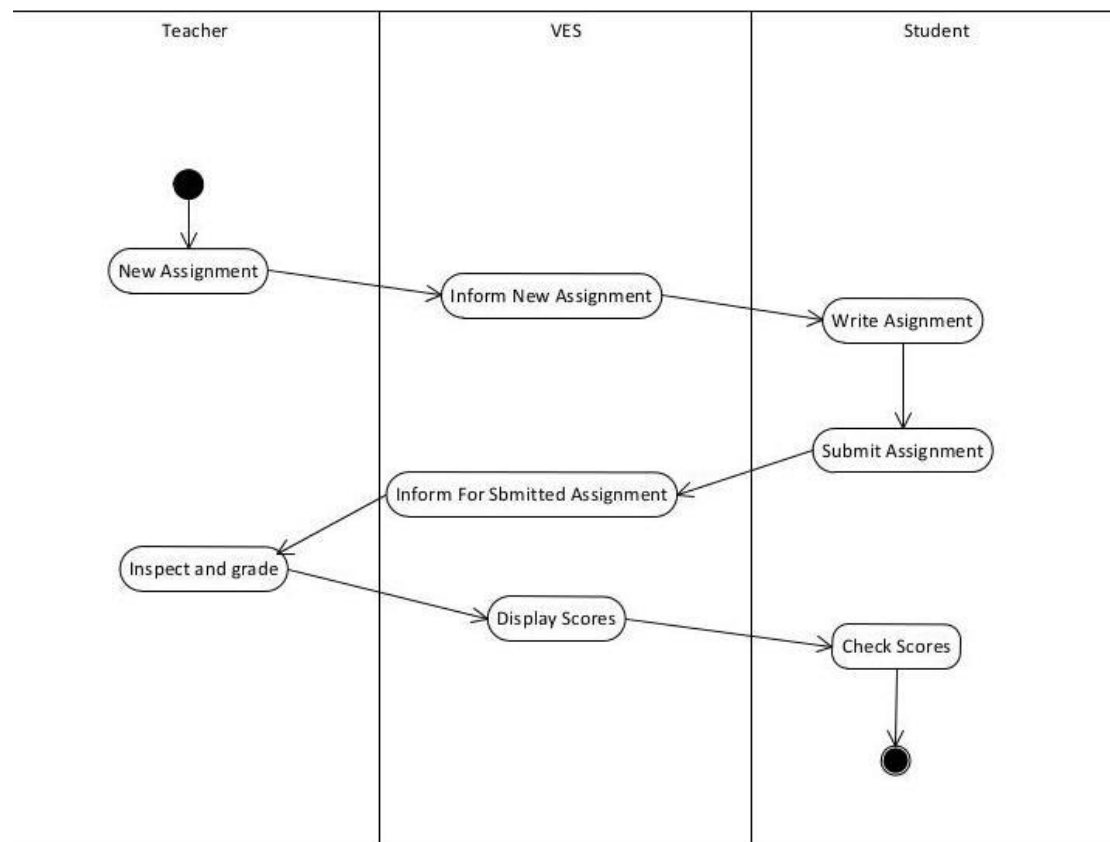 Teacher
VES
Student
New Assignment
Inform New Assignment
Write Asignment
Submit Assignment
Inform For Sbmitted Assignment
Inspect and grade
Display Scores
Check Scores